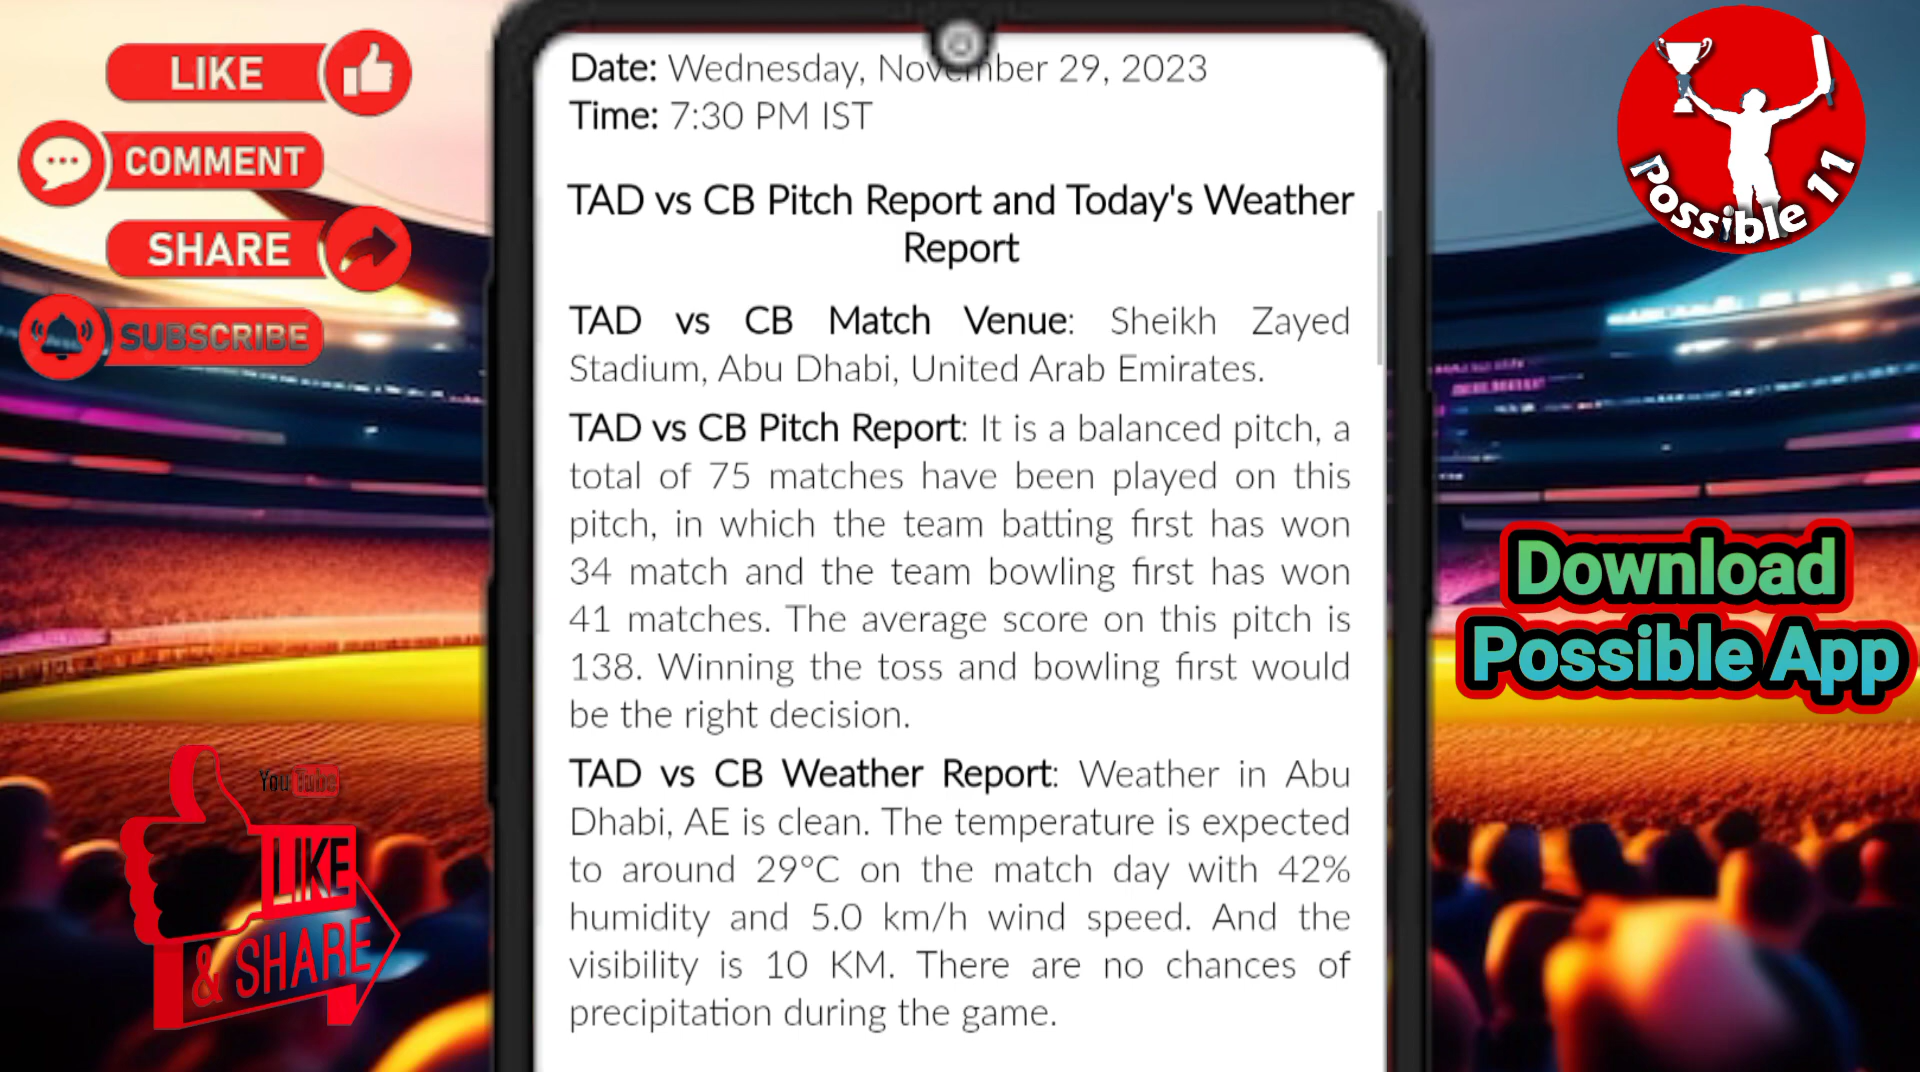 LIKE
COMMENT
SHARE
SUBSCRIBE
Date: Wednesday, November 29, 2023
Time: 7:30 PM IST
TAD vs CB Pitch Report and Today's Weather
Report
TAD vs CB Match Venue: Sheikh Zayed
Stadium, Abu Dhabi, United Arab Emirates.
TAD vs CB Pitch Report: It is a balanced pitch, a
total of 75 matches have been played on this
pitch, in which the team batting first has won
34 match and the team bowling first has won
41 matches. The average score on this pitch is
138. Winning the toss and bowling first would
be the right decision.
TAD vs CB Weather Report: Weather in Abu
Dhabi, AE is clean. The temperature is expected
to around 29°C on the match day with 42%
humidity and 5.0 km/h wind speed. And the
visibility is 10 KM. There are no chances of
precipitation during the game.
Possible 11
Download
Possible App
YouTube
LIKE
& SHARE